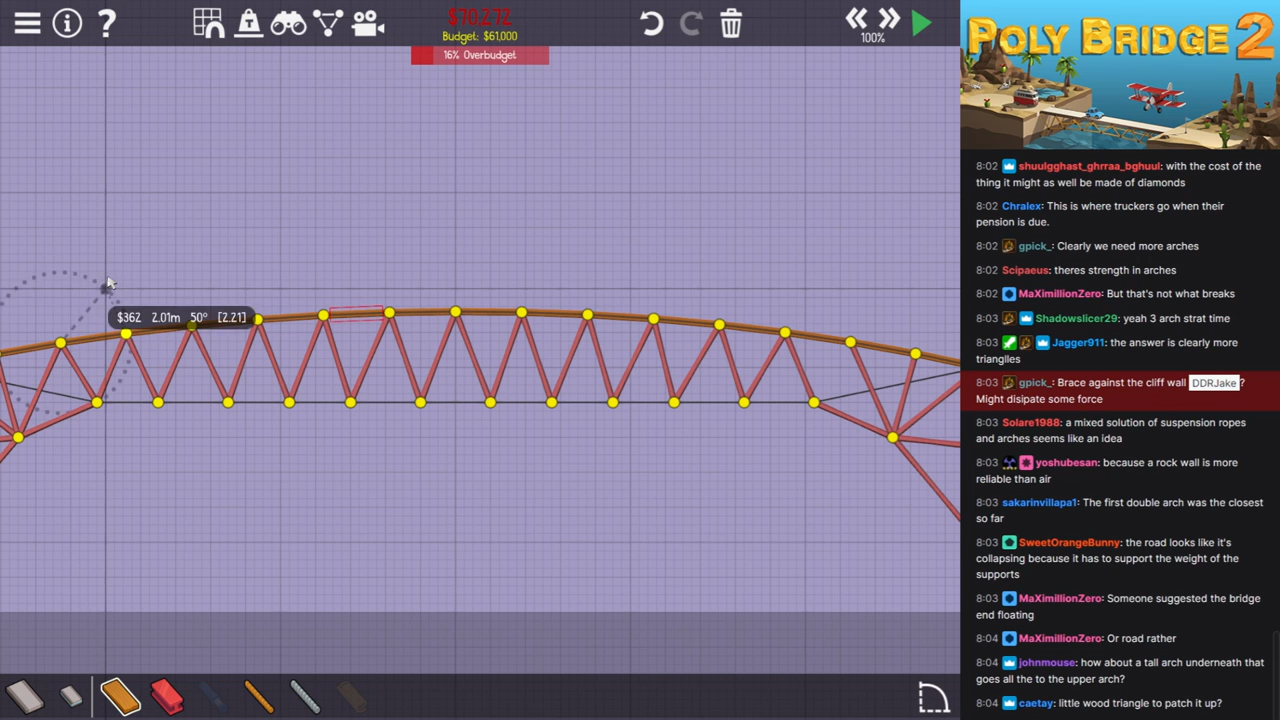 $70,272
Budget: $61,000
16% Overbudget
100%
$362 2.01m 50° [2.21]
POLY BRIDGE 2
8:02 shuulgghast_ghrraa_bghuul: with the cost of the
thing it might as well be made of diamonds
8:02 Chralex: This is where truckers go when their
pension is due.
8:02 gpick_: Clearly we need more arches
8:02 Scipaeus: theres strength in arches
8:02 MaXimillionZero: But that's not what breaks
8:03 Shadowslicer29: yeah 3 arch strat time
8:03 Jagger911: the answer is clearly more
trianglles
8:03 gpick_: Brace against the cliff wall DDRJake ?
Might disipate some force
8:03 Solare1988: a mixed solution of suspension ropes
and arches seems like an idea
8:03 yoshubesan: because a rock wall is more
reliable than air
8:03 sakarinvillapa1: The first double arch was the closest
so far
8:03 SweetOrangeBunny: the road looks like it's
collapsing because it has to support the weight of the
supports
8:03 MaXimillionZero: Someone suggested the bridge
end floating
8:04 MaXimillionZero: Or road rather
8:04 johnmouse: how about a tall arch underneath that
goes all the to the upper arch?
8:04 caetay: little wood triangle to patch it up?